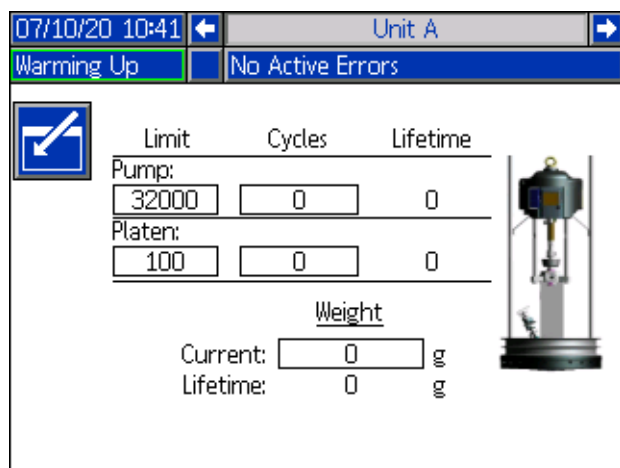 07/10/20 10:41 Unit A
Warming Up No Active Errors
Limit Cycles Lifetime
Pump:
32000 0 0
Platen:
100 0 0
Weight
Current: 0 g
Lifetime: 0 g